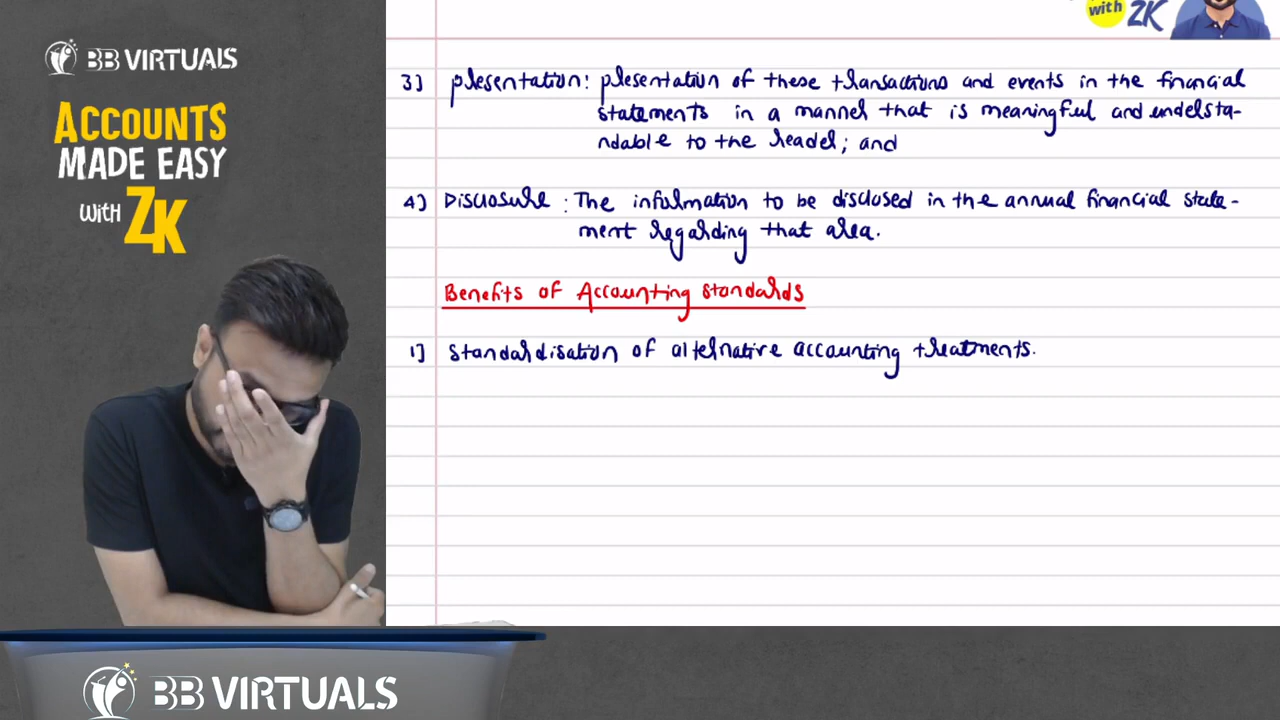 BB VIRTUALS
ACCOUNTS
MADE EASY
WITH ZK
with ZK
3] presentation: presentation of these transactions and events in the financial
statements in a manner that is meaningful and understa-
ndable to the reader; and
4] Disclosure: The information to be disclosed in the annual financial state-
ment regarding that area.
Benefits of Accounting standards
1] standardisation of alternative accounting treatments.
BB VIRTUALS